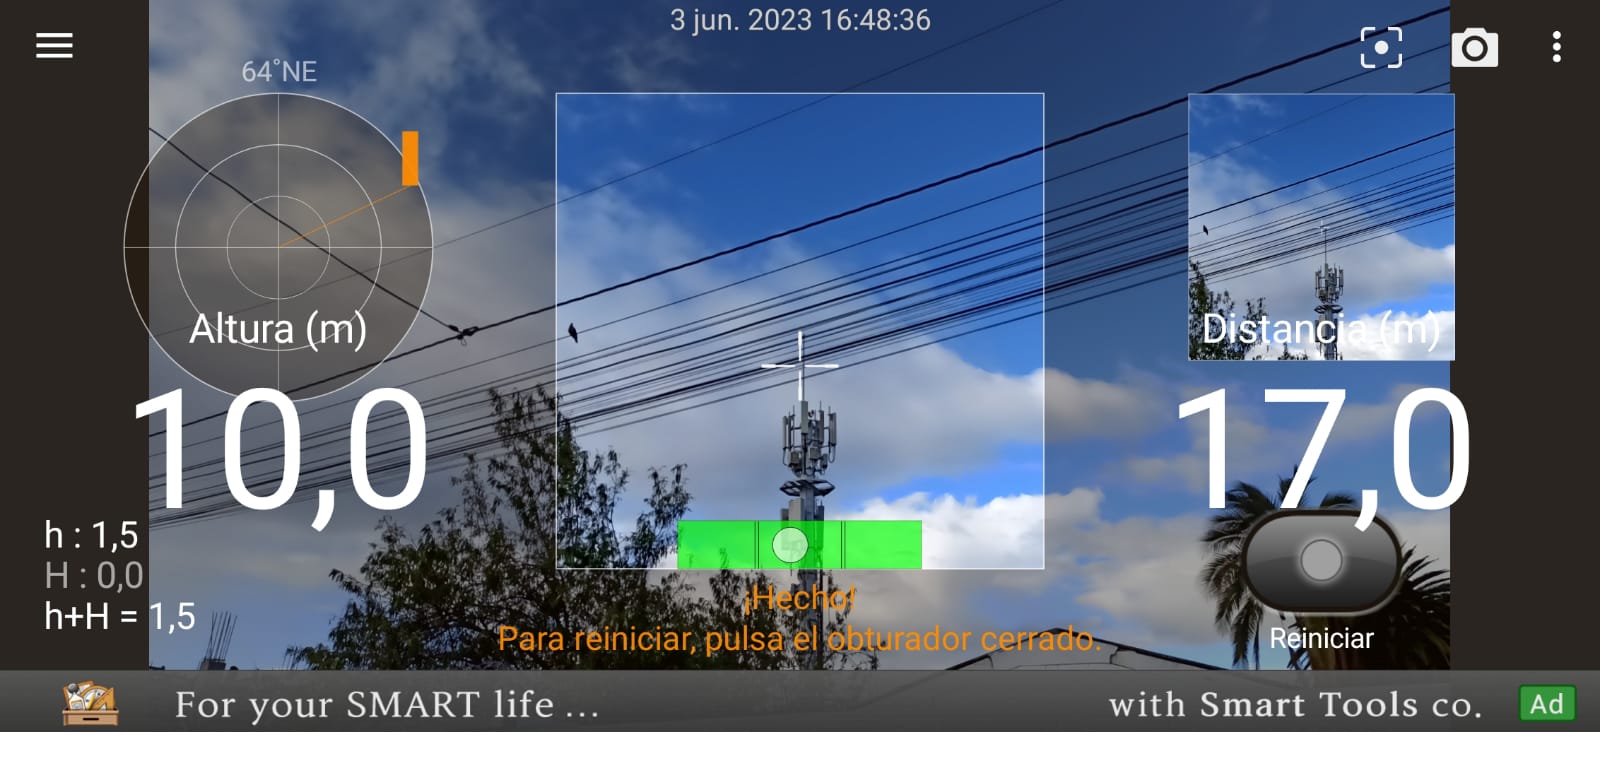 3 jun. 2023 16:48:36
64°NE
Altura (m)
10,0
Distancia (m)
17,0
h : 1,5
H : 0,0
h+H = 1,5
¡Hecho!
Para reiniciar, pulsa el obturador cerrado.
Reiniciar
For your SMART life ...
with Smart Tools co.
Ad